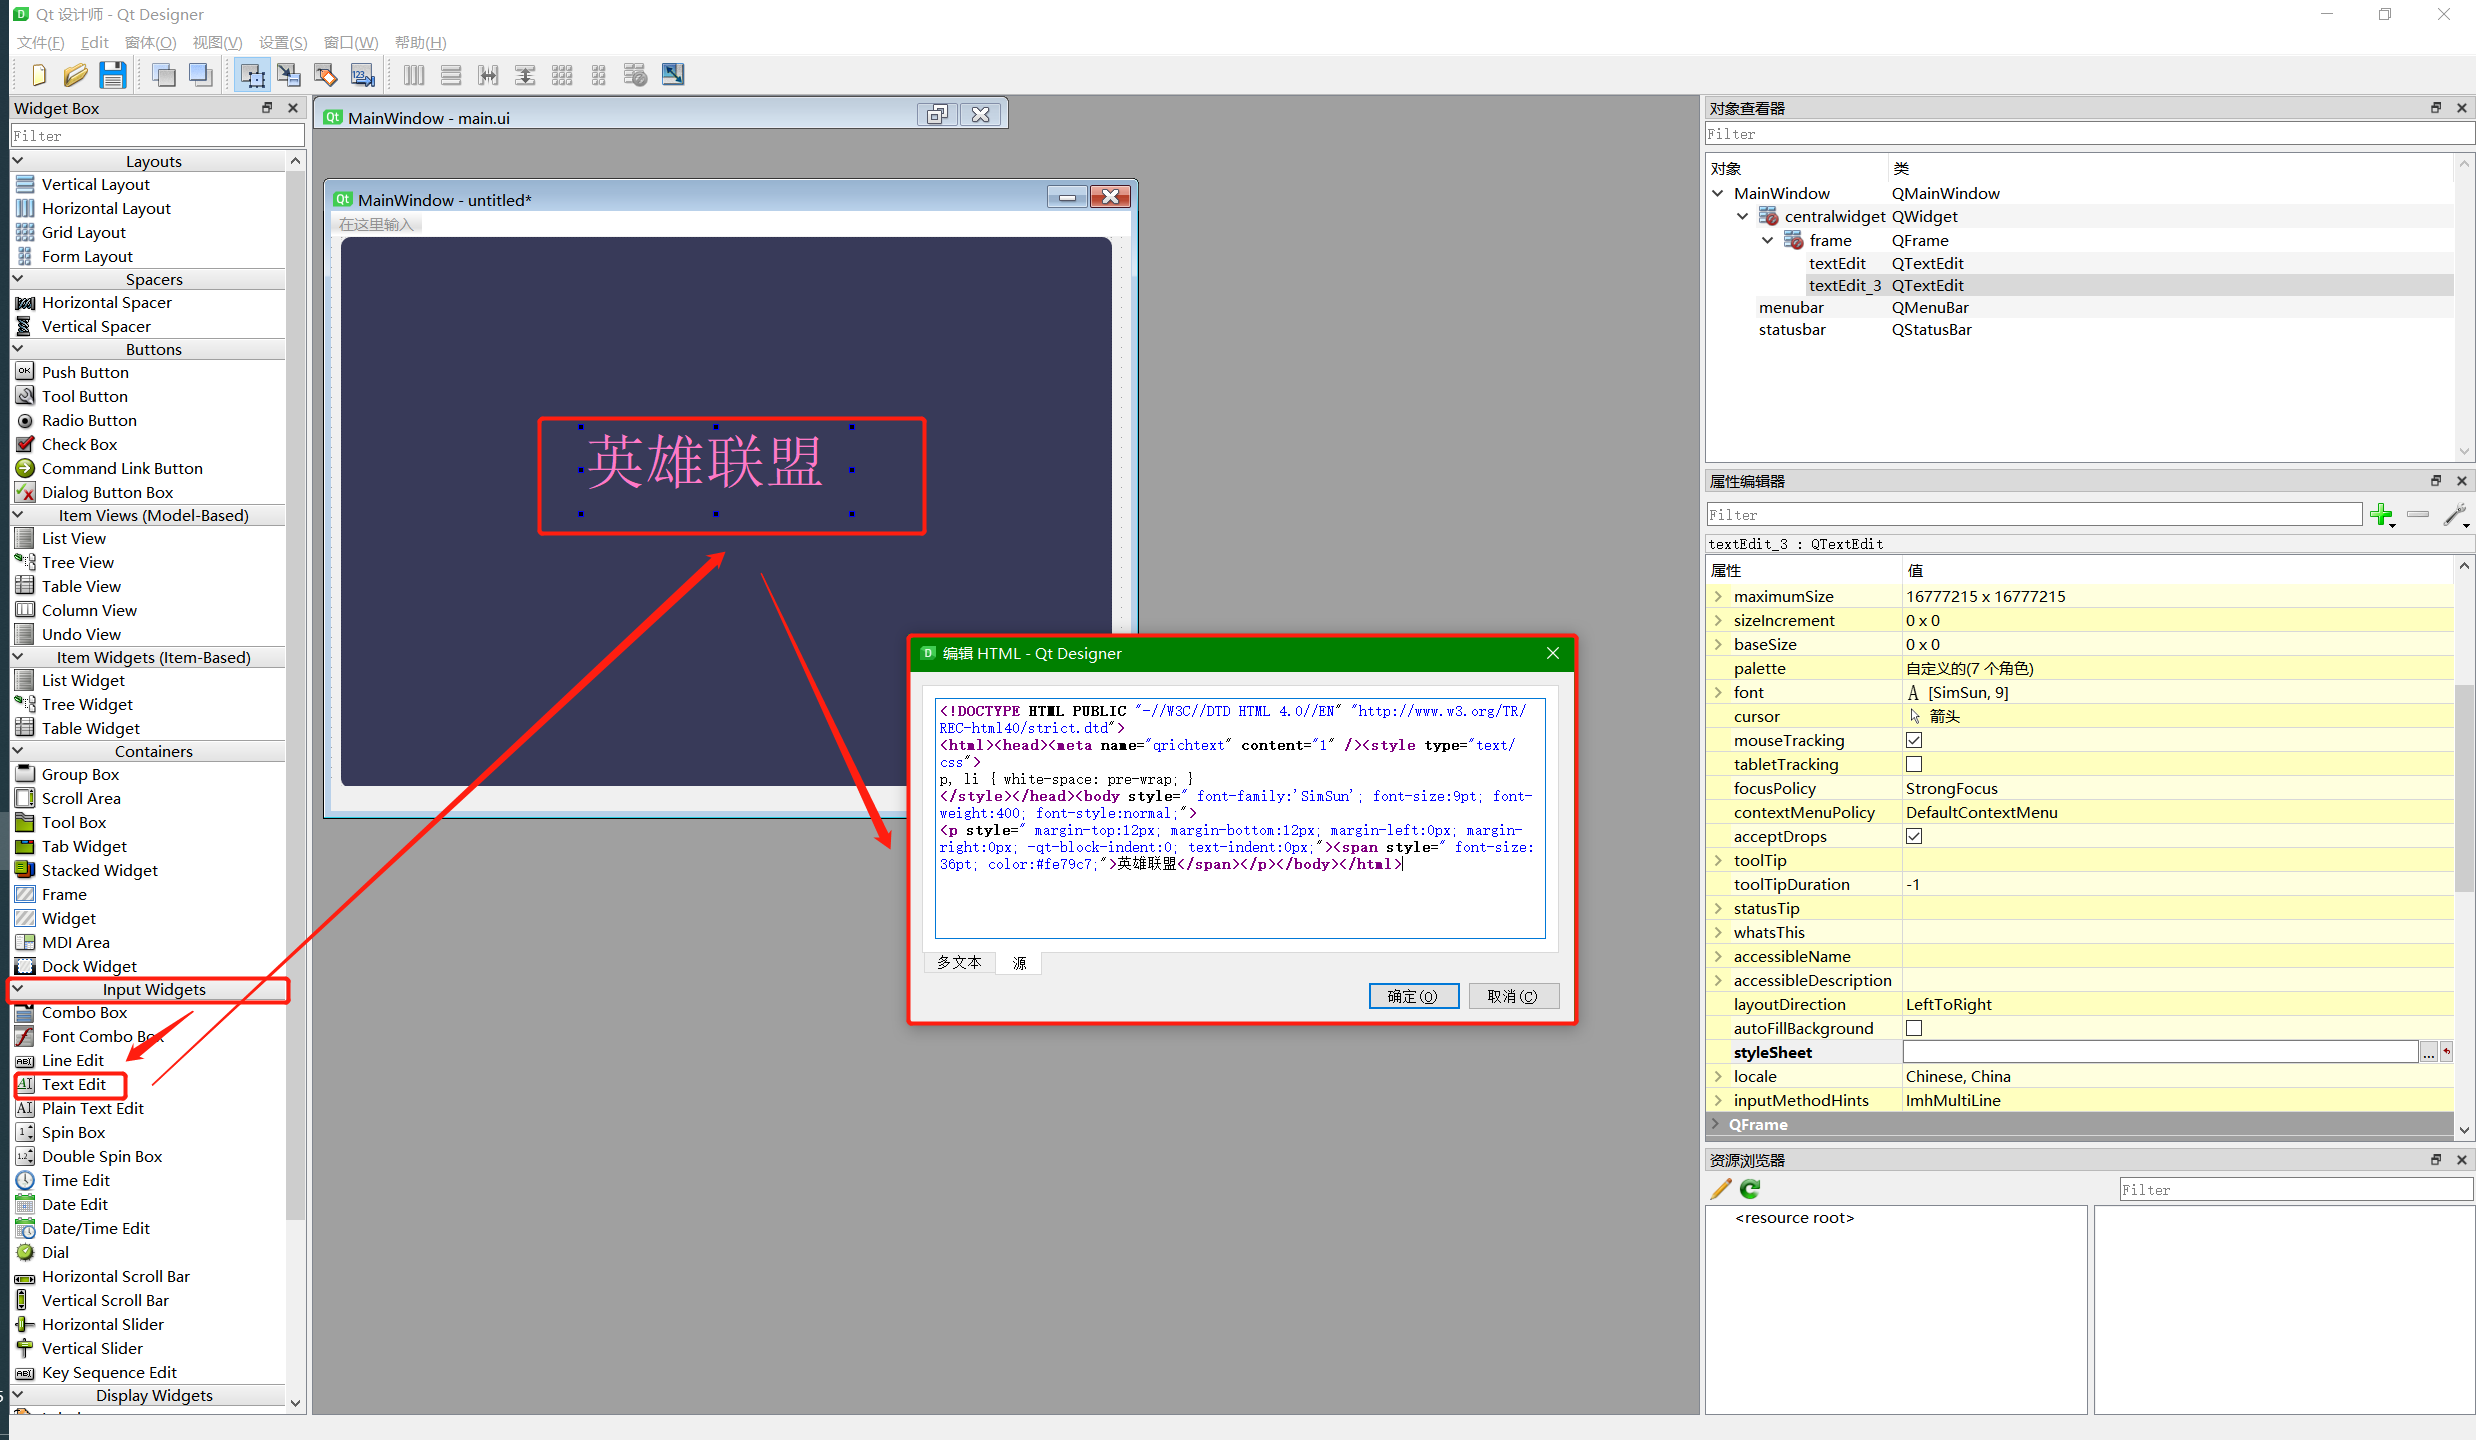 Qt 设计师 - Qt Designer
文件(F) Edit 窗体(O) 视图(V) 设置(S) 窗口(W) 帮助(H)
Widget Box
Filter
Layouts
Vertical Layout
Horizontal Layout
Grid Layout
Form Layout
Spacers
Horizontal Spacer
Vertical Spacer
Buttons
Push Button
Tool Button
Radio Button
Check Box
Command Link Button
Dialog Button Box
Item Views (Model-Based)
List View
Tree View
Table View
Column View
Undo View
Item Widgets (Item-Based)
List Widget
Tree Widget
Table Widget
Containers
Group Box
Scroll Area
Tool Box
Tab Widget
Stacked Widget
Frame
Widget
MDI Area
Dock Widget
Input Widgets
Combo Box
Font Combo Box
Line Edit
Text Edit
Plain Text Edit
Spin Box
Double Spin Box
Time Edit
Date Edit
Date/Time Edit
Dial
Horizontal Scroll Bar
Vertical Scroll Bar
Horizontal Slider
Vertical Slider
Key Sequence Edit
Display Widgets
MainWindow - main.ui
MainWindow - untitled*
在这里输入
英雄联盟
编辑 HTML - Qt Designer
<!DOCTYPE HTML PUBLIC "-//W3C//DTD HTML 4.0//EN" "http://www.w3.org/TR/
REC-html40/strict.dtd">
<html><head><meta name="qrichtext" content="1" /><style type="text/
css">
p, li { white-space: pre-wrap; }
</style></head><body style=" font-family:'SimSun'; font-size:9pt; font-
weight:400; font-style:normal;">
<p style=" margin-top:12px; margin-bottom:12px; margin-left:0px; margin-
right:0px; -qt-block-indent:0; text-indent:0px;"><span style=" font-size:
36pt; color:#fe79c7;">英雄联盟</span></p></body></html>
多文本 源
确定(O) 取消(C)
对象查看器
Filter
对象 类
MainWindow QMainWindow
centralwidget QWidget
frame QFrame
textEdit QTextEdit
textEdit_3 QTextEdit
menubar QMenuBar
statusbar QStatusBar
属性编辑器
Filter
textEdit_3 : QTextEdit
属性 值
maximumSize 16777215 x 16777215
sizeIncrement 0 x 0
baseSize 0 x 0
palette 自定义的(7 个角色)
font A [SimSun, 9]
cursor 箭头
mouseTracking
tabletTracking
focusPolicy StrongFocus
contextMenuPolicy DefaultContextMenu
acceptDrops
toolTip
toolTipDuration -1
statusTip
whatsThis
accessibleName
accessibleDescription
layoutDirection LeftToRight
autoFillBackground
styleSheet ...
locale Chinese, China
inputMethodHints ImhMultiLine
QFrame
资源浏览器
Filter
<resource root>